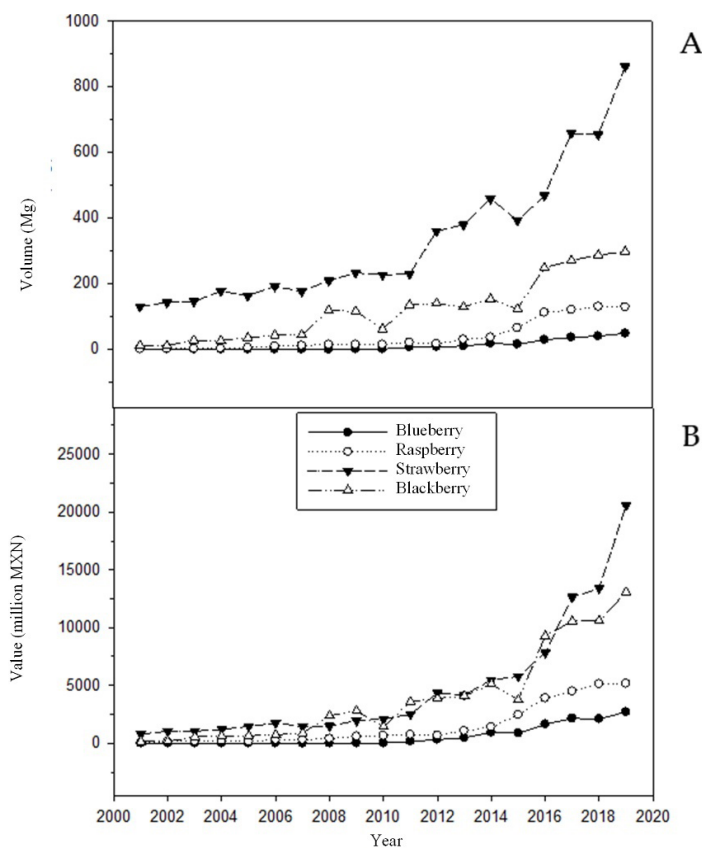 1000
A
800
600
400
200
0
Volume (Mg)
B
Blueberry
Raspberry
Strawberry
Blackberry
25000
20000
15000
10000
5000
0
Value (million MXN)
2000 2002 2004 2006 2008 2010 2012 2014 2016 2018 2020
Year